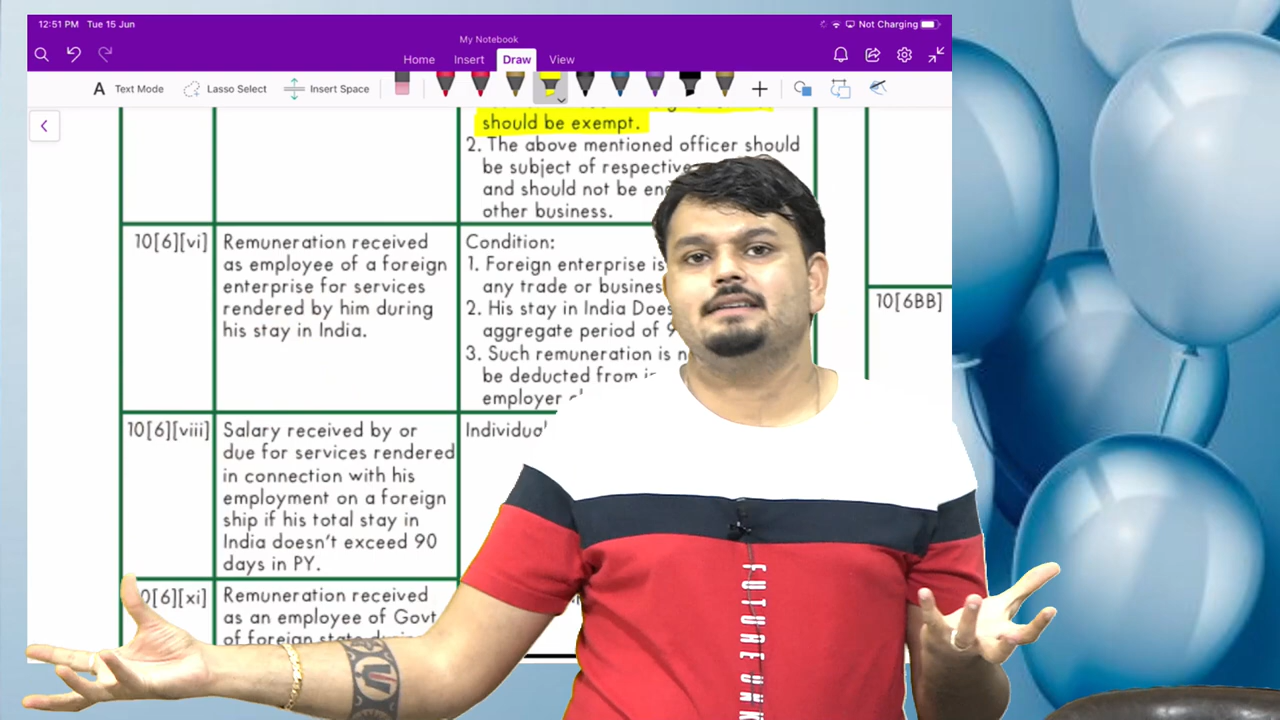 12:51 PM Tue 15 Jun
Not Charging
My Notebook
Home Insert Draw View
A Text Mode
Lasso Select
Insert Space
should be exempt.
2. The above mentioned officer should
be subject of respective
and should not be
other business.
10[6][vi]
Remuneration received
as employee of a foreign
enterprise for services
rendered by him during
his stay in India.
Condition:
1. Foreign enterprise is
any trade or
2. His stay in India
aggregate period of
3. Such remuneration is
be deducted from
employer
10[6BB]
10[6][viii]
Salary received by or
due for services rendered
in connection with his
employment on a foreign
ship if his total stay in
India doesn't exceed 90
days in PY.
0[6][xi]
Remuneration received
as an employee of Govt
of foreign state
FUTURE